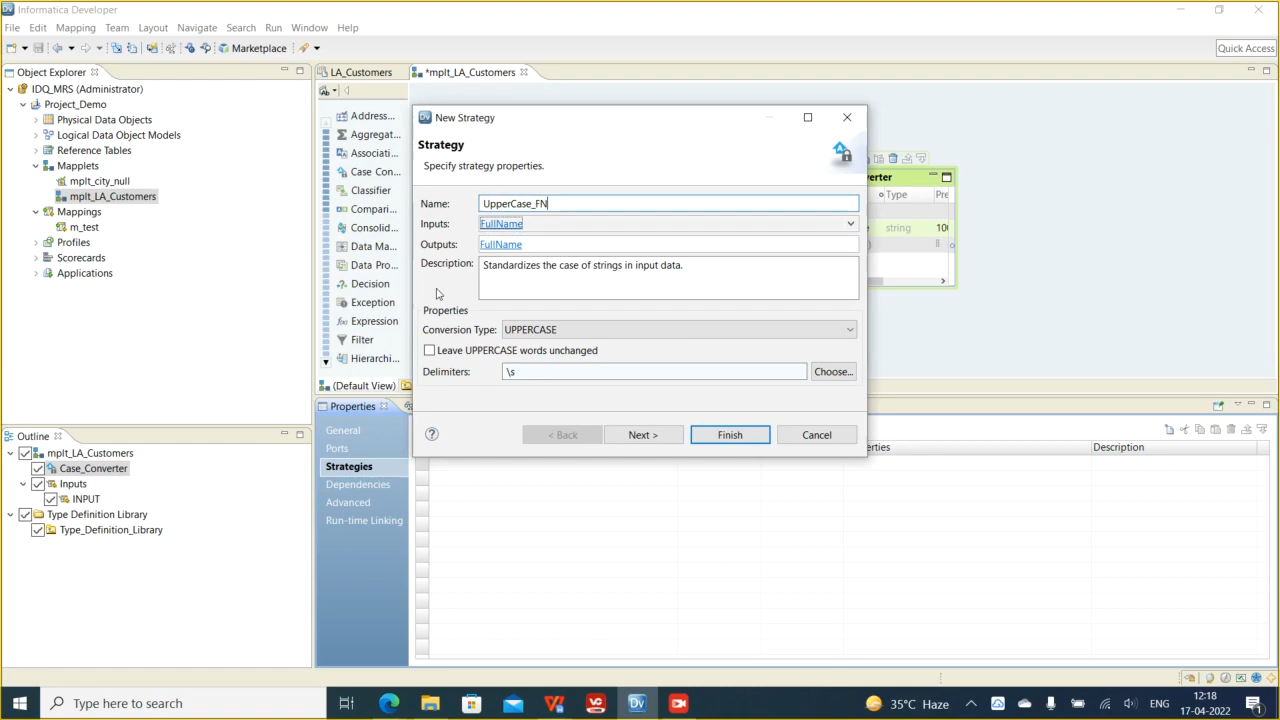 Informatica Developer
File Edit Mapping Team Layout Navigate Search Run Window Help
Marketplace
Quick Access
Object Explorer
IDQ_MRS (Administrator)
Project_Demo
Physical Data Objects
Logical Data Object Models
Reference Tables
Mapplets
mplt_city_null
mplt_LA_Customers
Mappings
m_test
Profiles
Scorecards
Applications
Outline
mplt_LA_Customers
Case_Converter
Inputs
INPUT
Type Definition Library
Type_Definition_Library
LA_Customers
*mplt_LA_Customers
Address...
Aggregat...
Associati...
Case Con...
Classifier
Compari...
Consolid...
Data Ma...
Data Pro...
Decision
Exception
Expression
Filter
Hierarchi...
(Default View)
New Strategy
Strategy
Specify strategy properties.
Name: UpperCase_FN
Inputs: FullName
Outputs: FullName
Description: Standardizes the case of strings in input data.
Properties
Conversion Type: UPPERCASE
Leave UPPERCASE words unchanged
Delimiters: \s Choose...
< Back Next > Finish Cancel
verter
Type Pre
string 100
Properties
General
Ports
Strategies
Dependencies
Advanced
Run-time Linking
erties Description
Type here to search
35°C Haze
ENG
12:18
17-04-2022